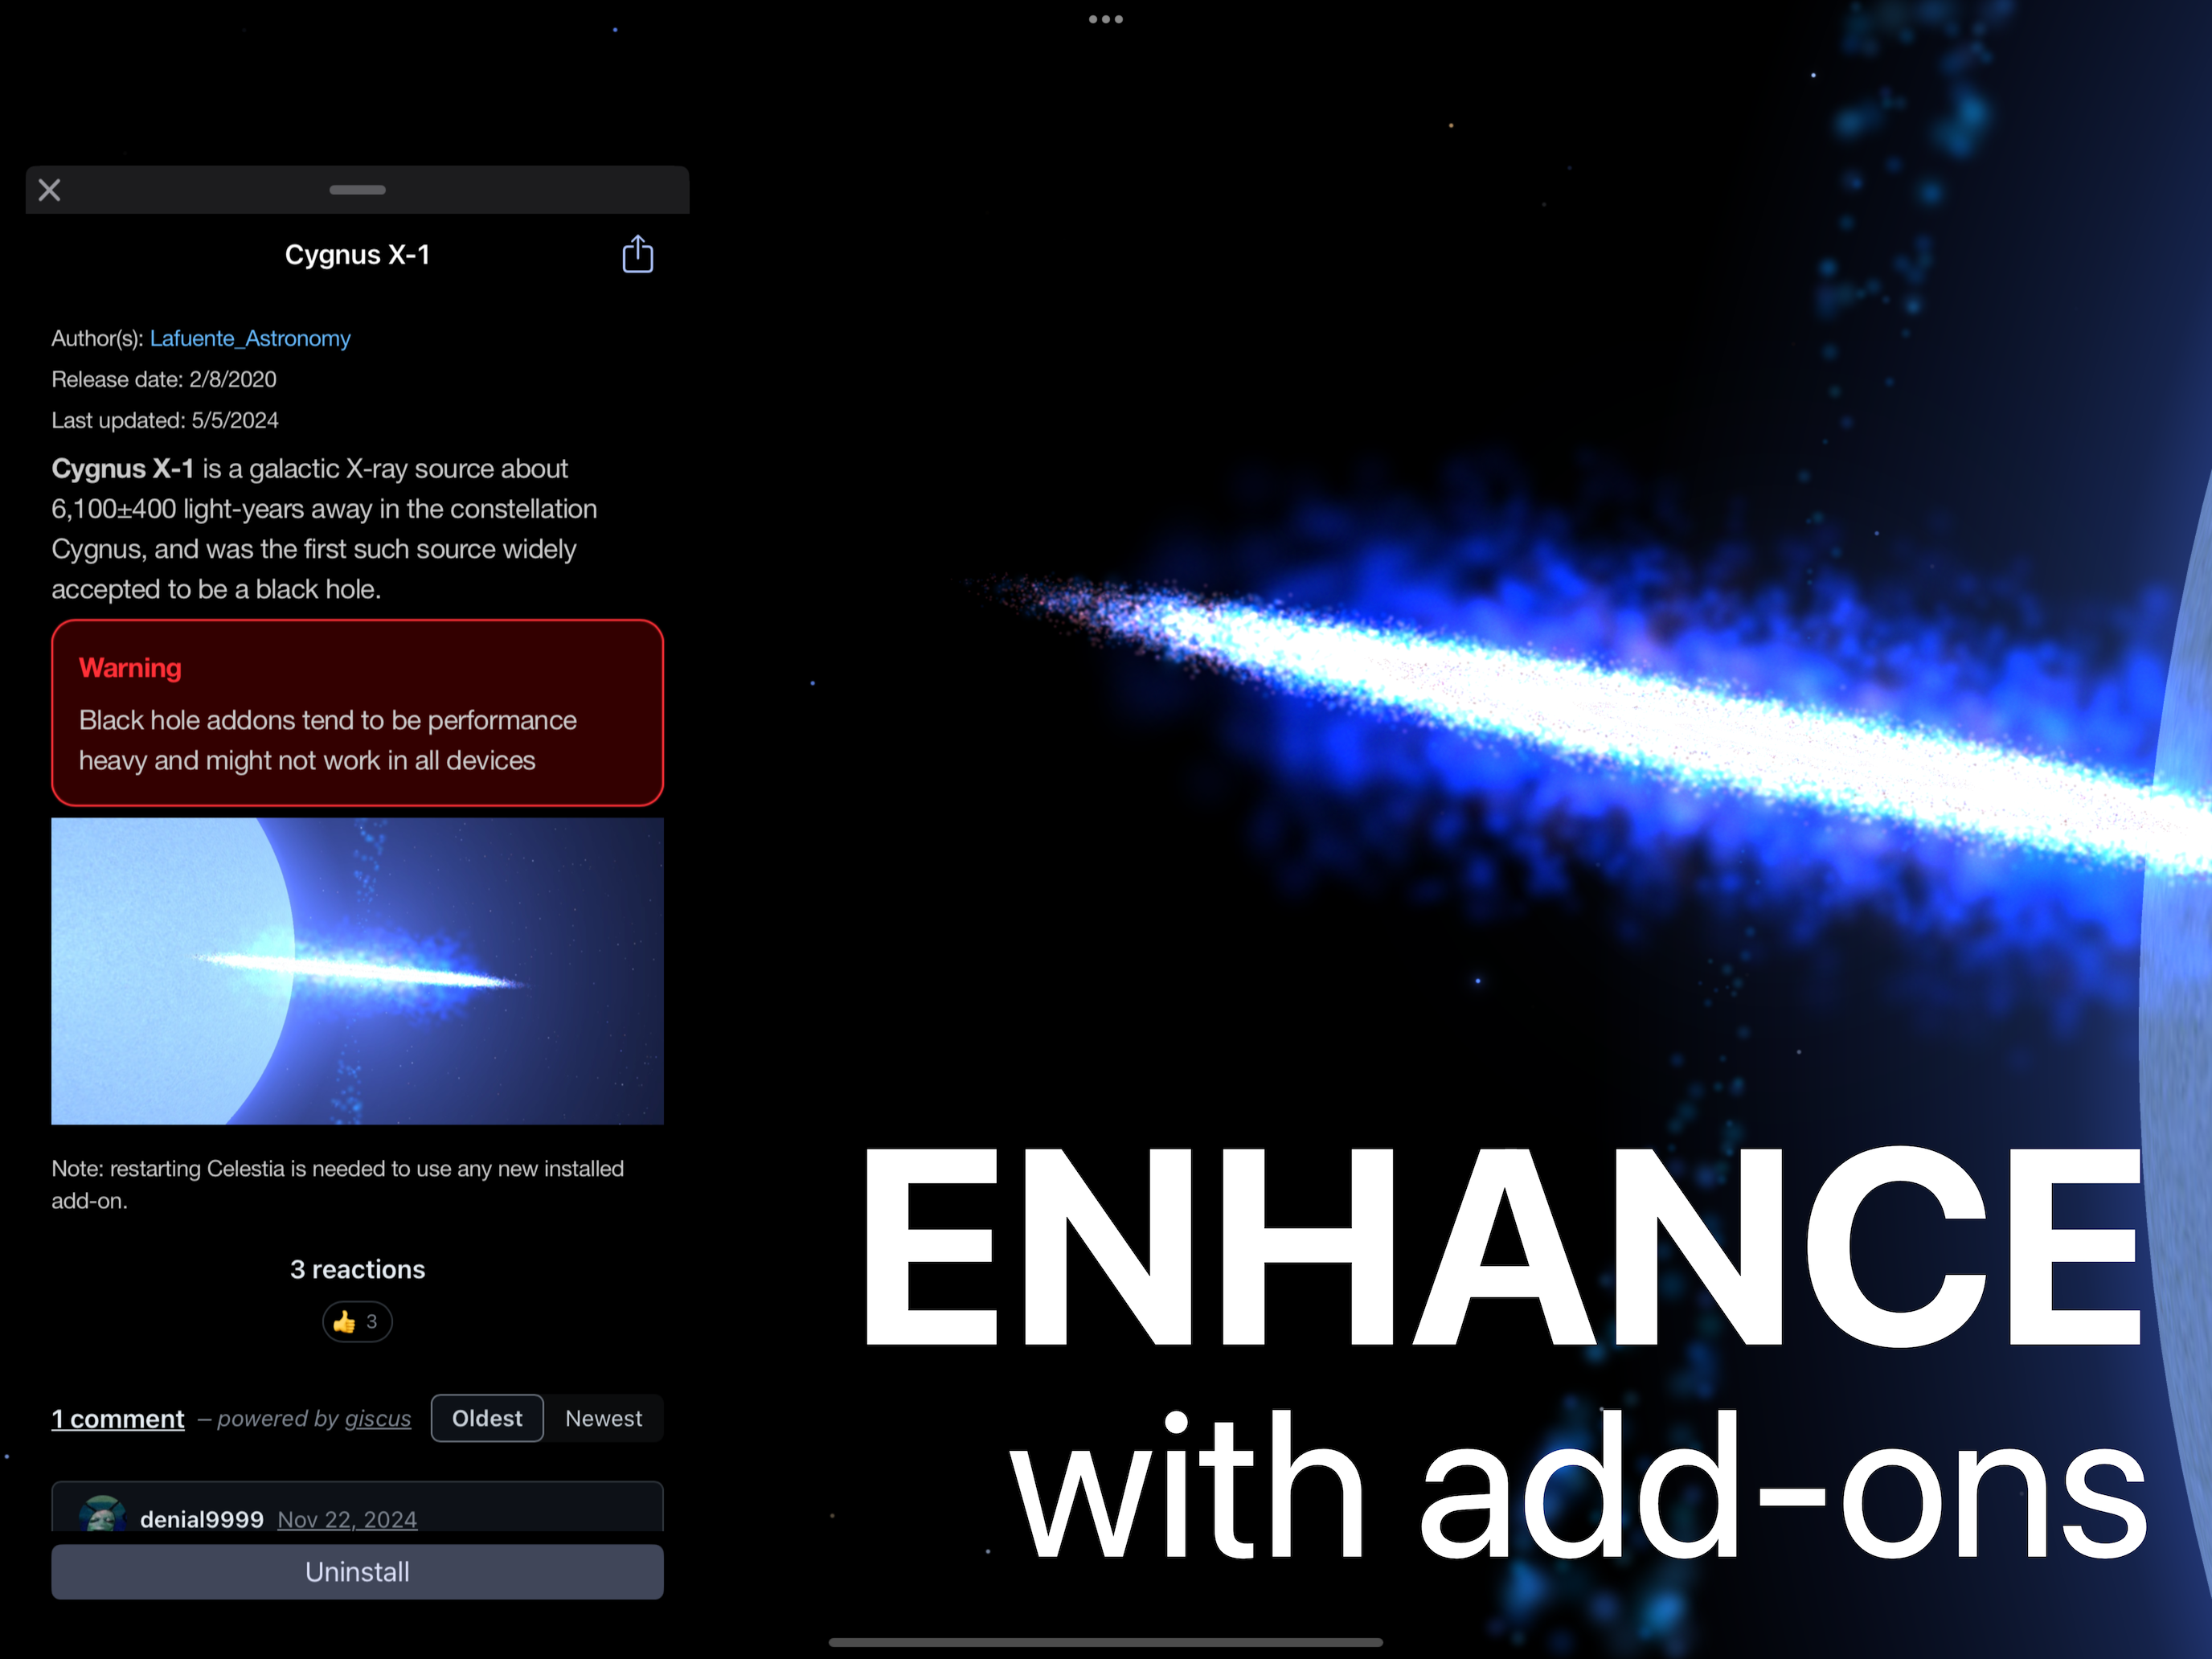 Cygnus X-1
Author(s): Lafuente_Astronomy
Release date: 2/8/2020
Last updated: 5/5/2024
Cygnus X-1 is a galactic X-ray source about
6,100±400 light-years away in the constellation
Cygnus, and was the first such source widely
accepted to be a black hole.
Warning
Black hole addons tend to be performance
heavy and might not work in all devices
Note: restarting Celestia is needed to use any new installed
add-on.
3 reactions
👍 3
1 comment – powered by giscus Oldest Newest
denial9999 Nov 22, 2024
Uninstall
ENHANCE
with add-ons